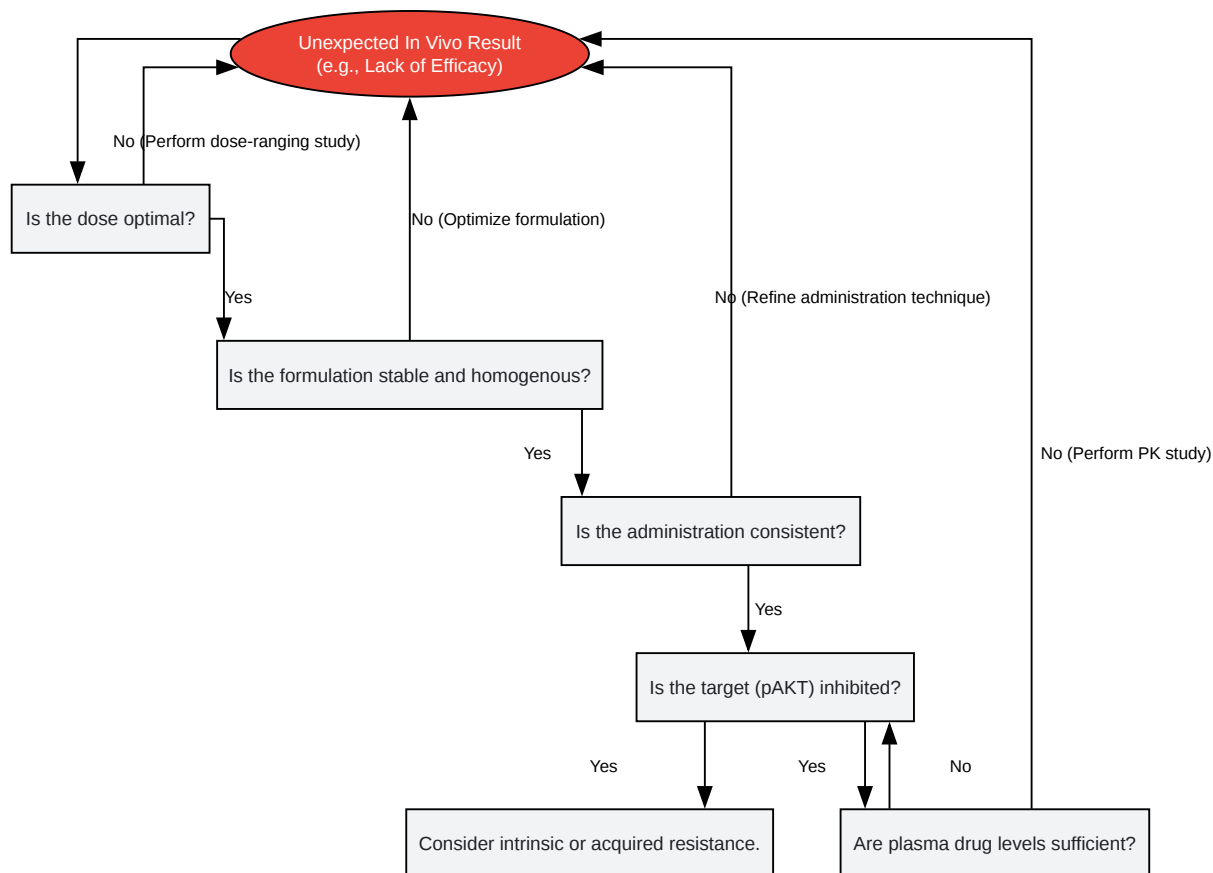 Unexpected In Vivo Result
(e.g., Lack of Efficacy)
No (Perform dose-ranging study)
Is the dose optimal?
No (Optimize formulation)
Yes
No (Refine administration technique)
Is the formulation stable and homogenous?
Yes
No (Perform PK study)
Is the administration consistent?
Yes
Is the target (pAKT) inhibited?
Yes
Yes
No
Consider intrinsic or acquired resistance.
Are plasma drug levels sufficient?